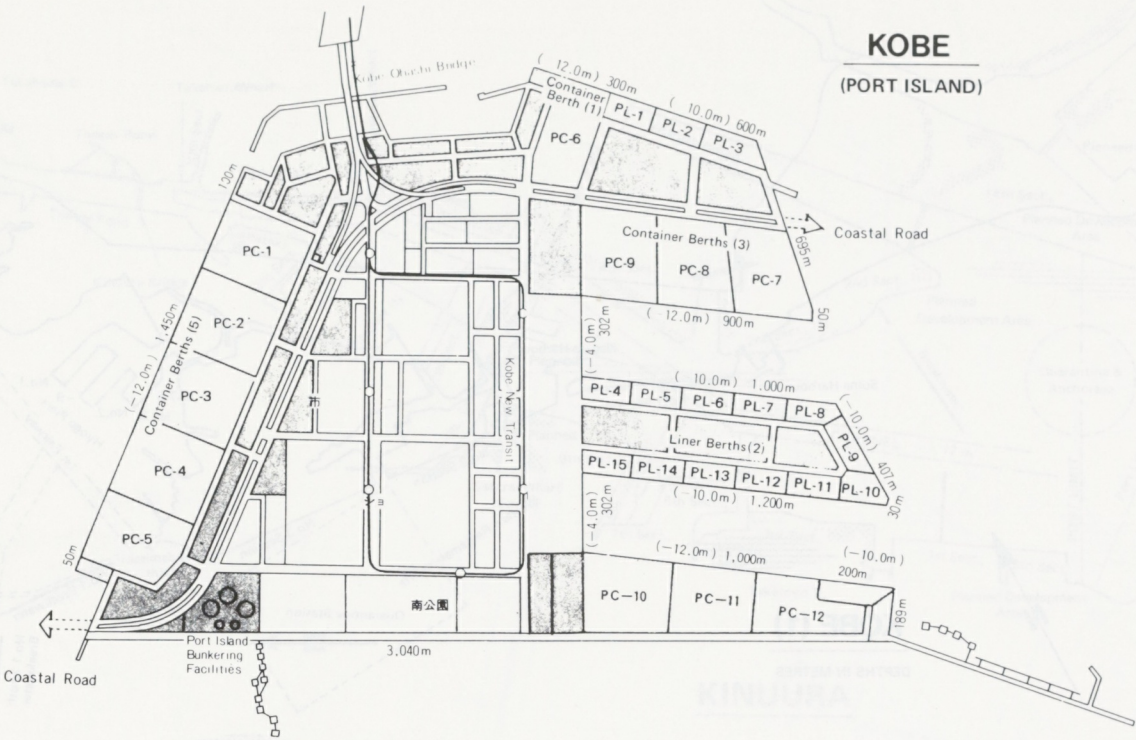 KOBE
(PORT ISLAND)
Kobe Ohashi Bridge
( 12.0m) 300m
( 10.0m) 600m
Container
Berth (1)
PL-1
PL-2
PL-3
PC-6
130m
Coastal Road
695m
Container Berths (3)
PC-9
PC-8
PC-7
(-12.0m) 900m
50m
PC-1
PC-2
PC-3
PC-4
PC-5
(-12.0m) 1,450m
Container Berths (5)
50m
市
Kobe New Transit
(-4.0m)
302m
(-10.0m) 1.000m
PL-4
PL-5
PL-6
PL-7
PL-8
(-10.0m) 407m
PL-9
Liner Berths (2)
PL-15
PL-14
PL-13
PL-12
PL-11
PL-10
(-10.0m) 1,200m
30m
(-4.0m)
302m
ョン
(-12.0m) 1,000m
(-10.0m)
200m
PC-10
PC-11
PC-12
189m
南公園
Port Island
Bunkering
Facilities
3,040m
Coastal Road
KINUURA